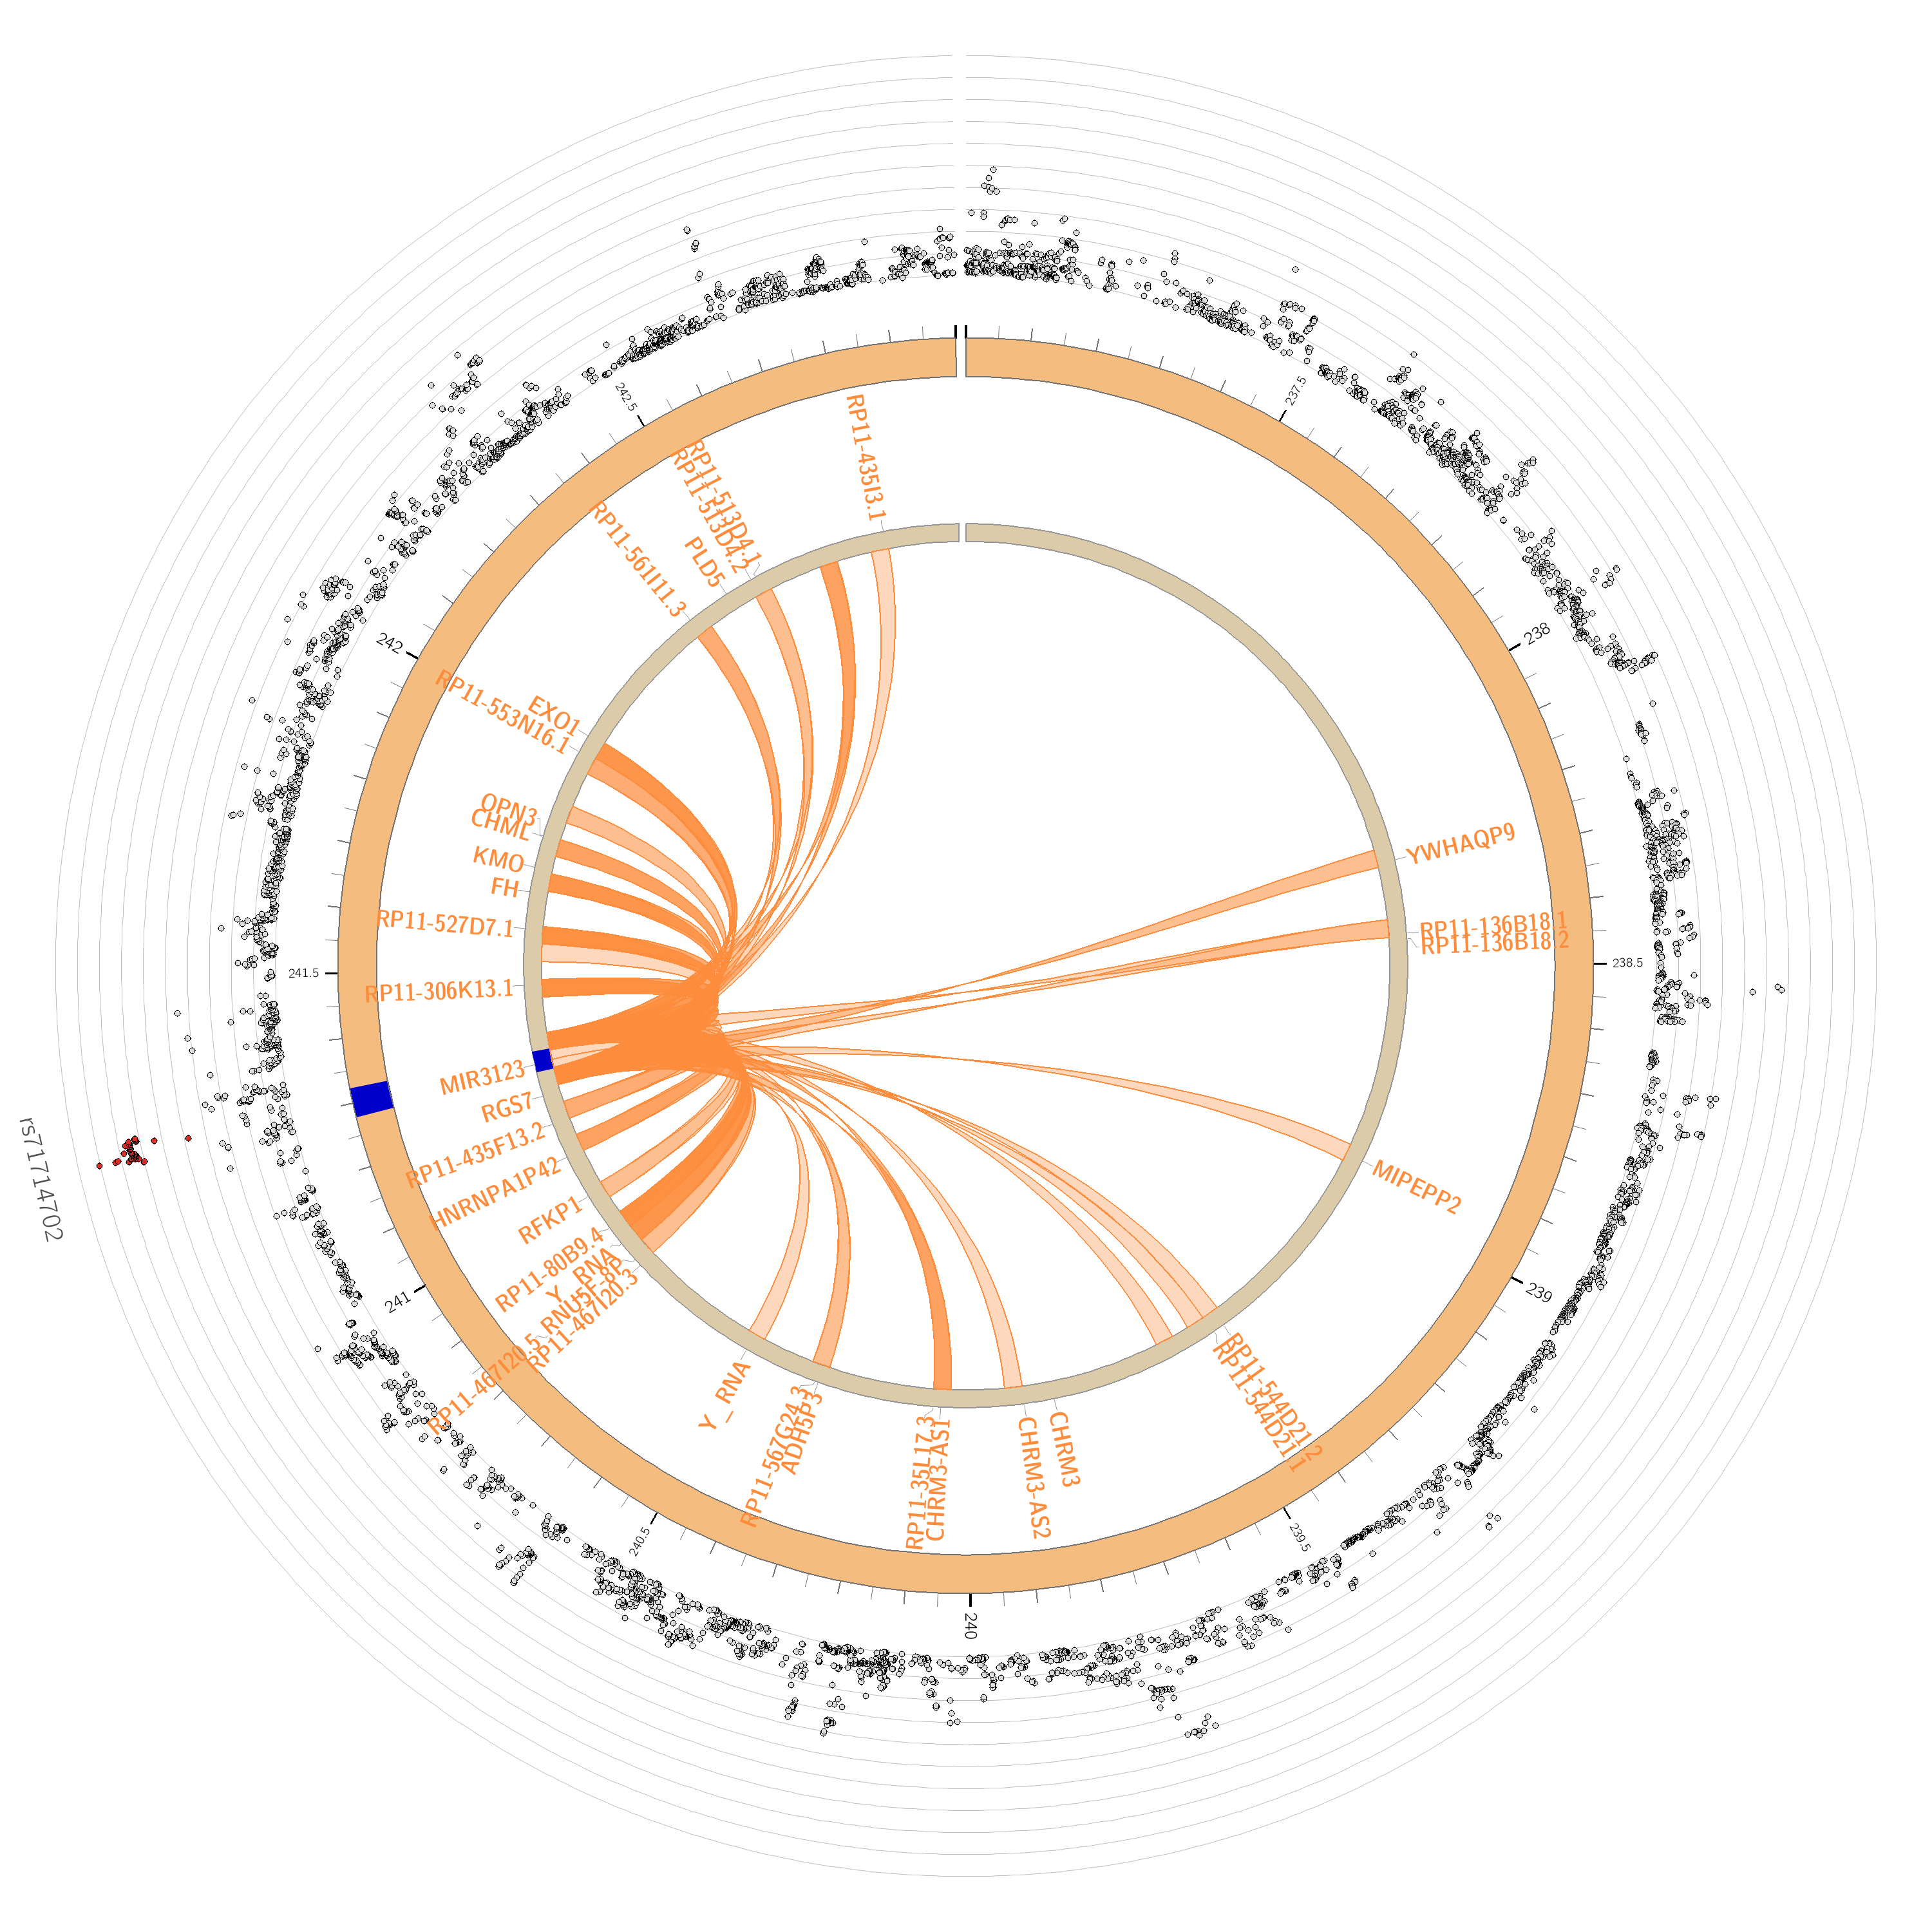 RP11-435I3.1
RP11-513D4.1
RP11-513D4.2
PLD5
RP11-561I11.3
EXO1
RP11-553N16.1
OPN3
CHML
KMO
FH
RP11-527D7.1
RP11-306K13.1
MIR3123
RGS7
RP11-435F13.2
HNRNPA1P42
RFKP1
RP11-80B9.4
Y_RNA
RNU5F-8P
RP11-467I20.5
RP11-467I20.3
Y_RNA
RP11-567G24.3
ADH5P3
RP11-35L17.3
CHRM3-AS1
CHRM3-AS2
CHRM3
RP11-544D21.2
RP11-544D21.1
MIPEPP2
RP11-136B18.2
RP11-136B18.1
YWHAQP9
237.5
238
238.5
239
239.5
240
240.5
241
241.5
242
242.5
rs71714702